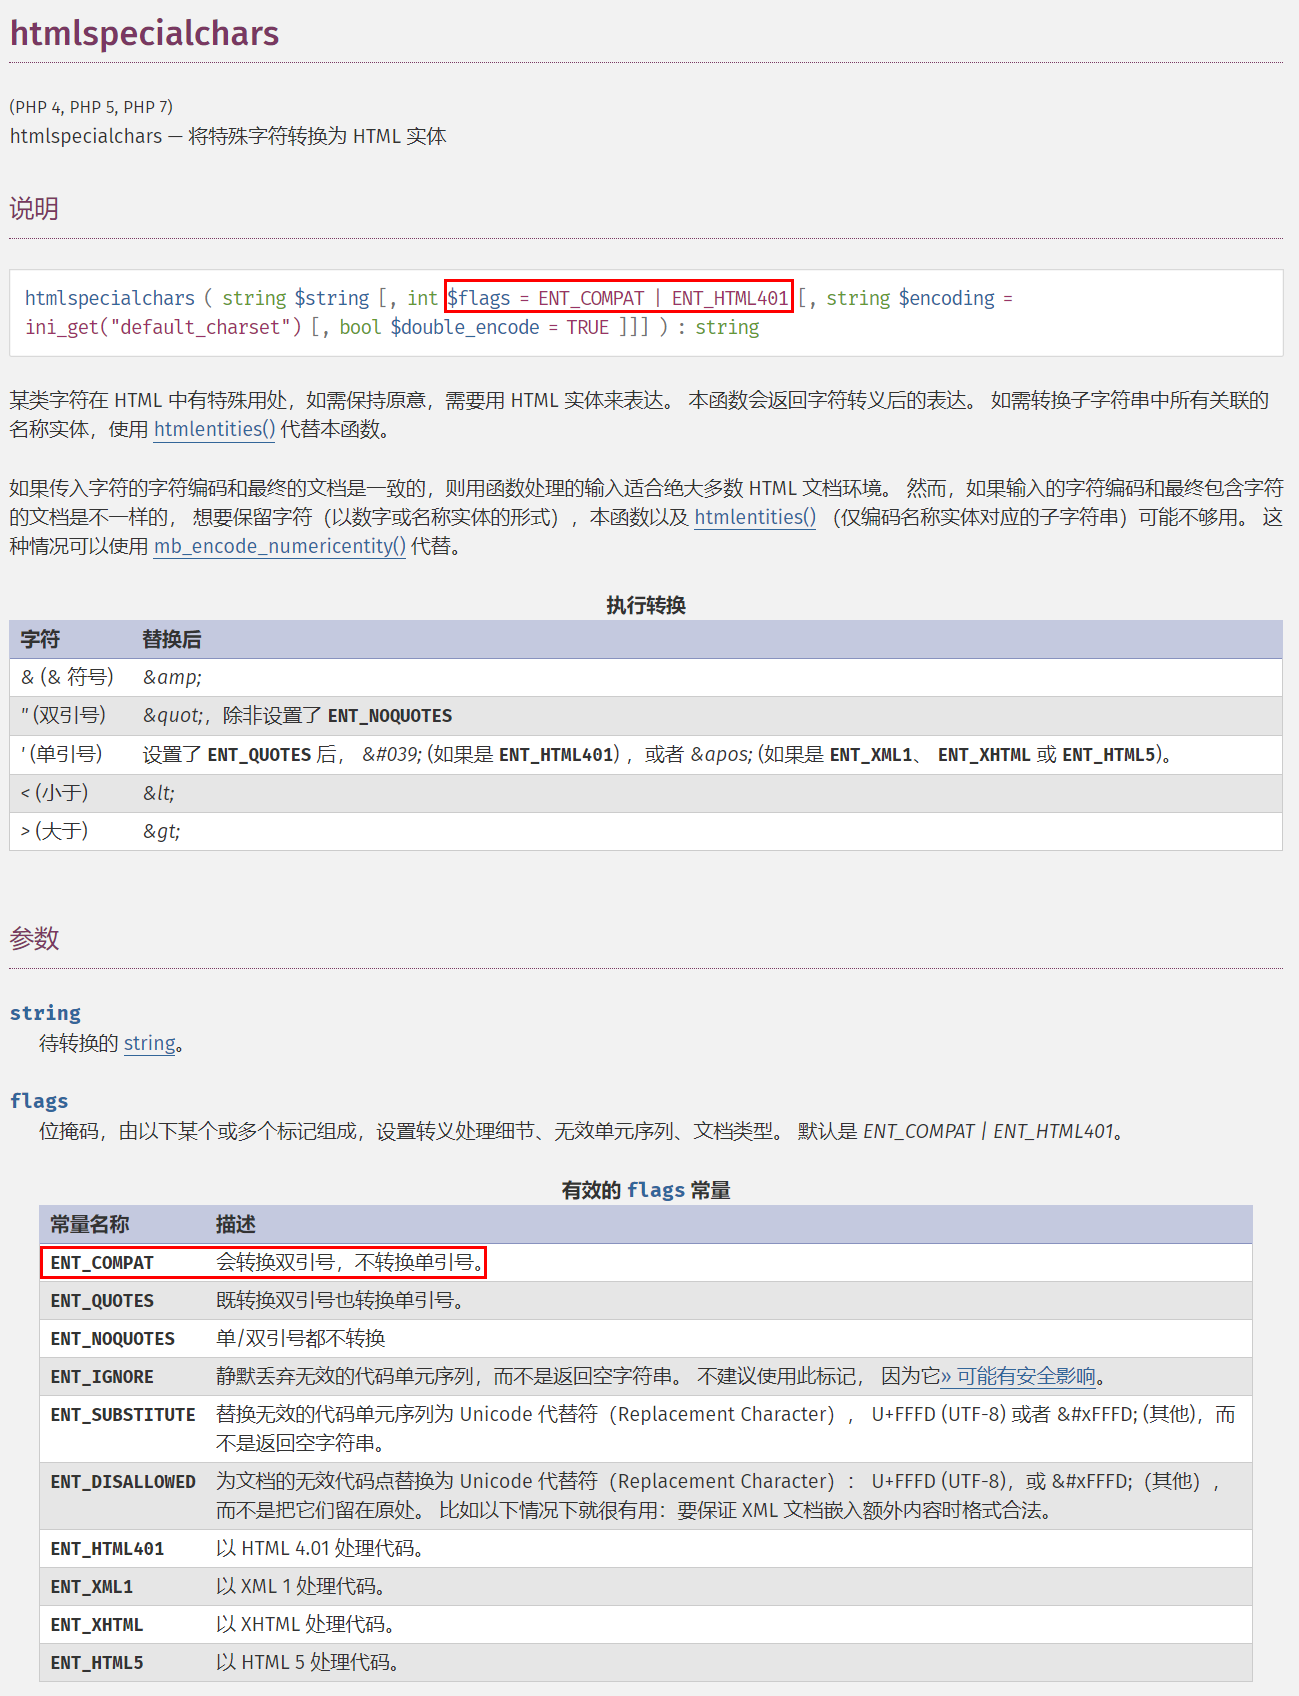 htmlspecialchars
(PHP 4, PHP 5, PHP 7)
htmlspecialchars — 将特殊字符转换为 HTML 实体
说明
htmlspecialchars ( string $string [, int $flags = ENT_COMPAT | ENT_HTML401 [, string $encoding =
ini_get("default_charset") [, bool $double_encode = TRUE ]]] ) : string
某类字符在 HTML 中有特殊用处，如需保持原意，需要用 HTML 实体来表达。 本函数会返回字符转义后的表达。 如需转换子字符串中所有关联的
名称实体，使用 htmlentities() 代替本函数。
如果传入字符的字符编码和最终的文档是一致的，则用函数处理的输入适合绝大多数 HTML 文档环境。 然而，如果输入的字符编码和最终包含字符
的文档是不一样的， 想要保留字符（以数字或名称实体的形式），本函数以及 htmlentities() （仅编码名称实体对应的子字符串）可能不够用。 这
种情况可以使用 mb_encode_numericentity() 代替。
执行转换
字符 替换后
& (& 符号) &amp;
" (双引号) &quot;，除非设置了 ENT_NOQUOTES
' (单引号) 设置了 ENT_QUOTES 后， &#039; (如果是 ENT_HTML401) ，或者 &apos; (如果是 ENT_XML1、 ENT_XHTML 或 ENT_HTML5)。
< (小于) &lt;
> (大于) &gt;
参数
string
待转换的 string。
flags
位掩码，由以下某个或多个标记组成，设置转义处理细节、无效单元序列、文档类型。 默认是 ENT_COMPAT | ENT_HTML401。
有效的 flags 常量
常量名称 描述
ENT_COMPAT 会转换双引号，不转换单引号。
ENT_QUOTES 既转换双引号也转换单引号。
ENT_NOQUOTES 单/双引号都不转换
ENT_IGNORE 静默丢弃无效的代码单元序列，而不是返回空字符串。 不建议使用此标记， 因为它» 可能有安全影响。
ENT_SUBSTITUTE 替换无效的代码单元序列为 Unicode 代替符（Replacement Character）， U+FFFD (UTF-8) 或者 &#xFFFD; (其他)，而
不是返回空字符串。
ENT_DISALLOWED 为文档的无效代码点替换为 Unicode 代替符（Replacement Character）： U+FFFD (UTF-8)，或 &#xFFFD;（其他），
而不是把它们留在原处。 比如以下情况下就很有用：要保证 XML 文档嵌入额外内容时格式合法。
ENT_HTML401 以 HTML 4.01 处理代码。
ENT_XML1 以 XML 1 处理代码。
ENT_XHTML 以 XHTML 处理代码。
ENT_HTML5 以 HTML 5 处理代码。